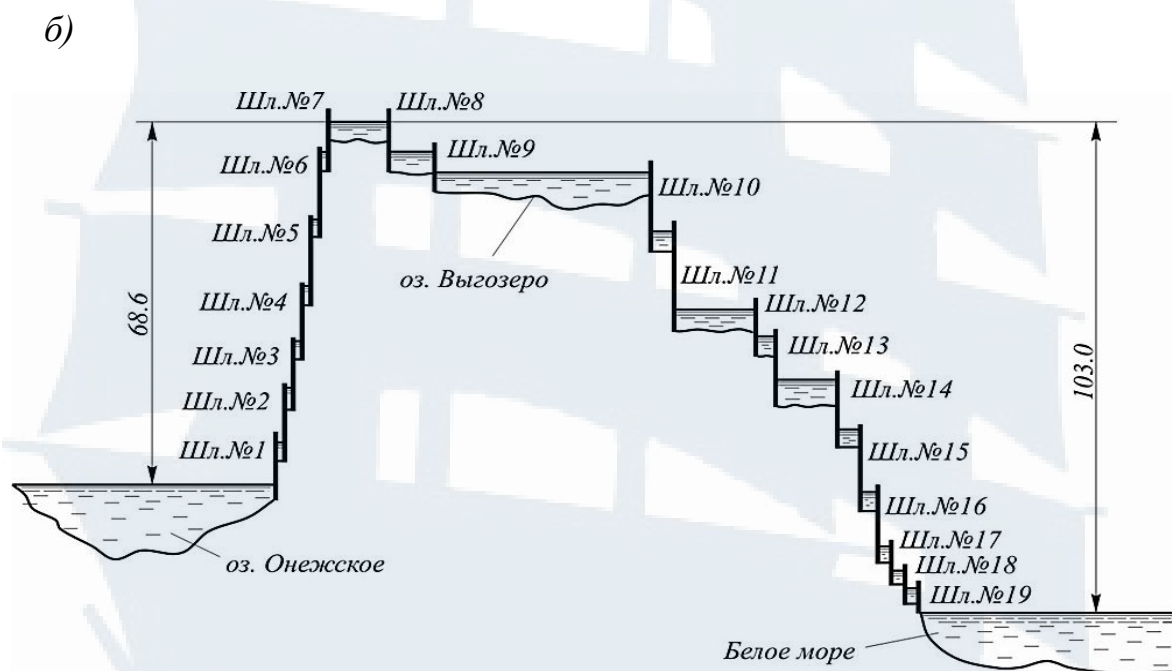 б)
Шл.№7
Шл.№8
Шл.№6
Шл.№9
Шл.№10
Шл.№5
оз. Выгозеро
Шл.№11
Шл.№4
Шл.№12
68.6
Шл.№3
Шл.№13
103.0
Шл.№2
Шл.№14
Шл.№1
Шл.№15
Шл.№16
Шл.№17
Шл.№18
оз. Онежское
Шл.№19
Белое море